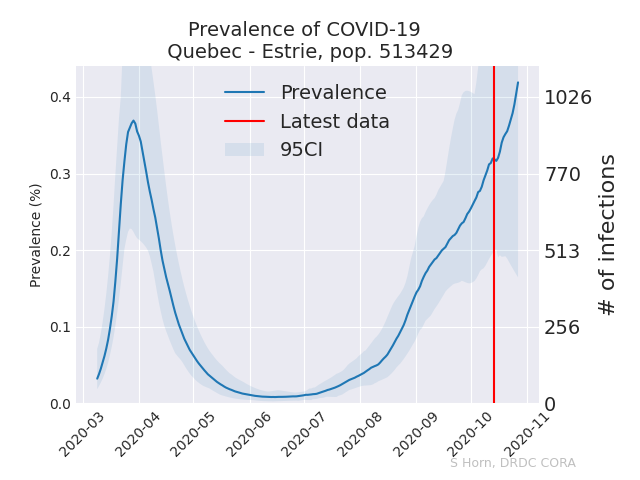 Prevalence of COVID-19
Quebec - Estrie, pop. 513429
Prevalence
Latest data
95CI
Prevalence (%)
0.4
0.3
0.2
0.1
0.0
1026
770
513
256
0
# of infections
2020-03
2020-04
2020-05
2020-06
2020-07
2020-08
2020-09
2020-10
2020-11
S Horn, DRDC CORA